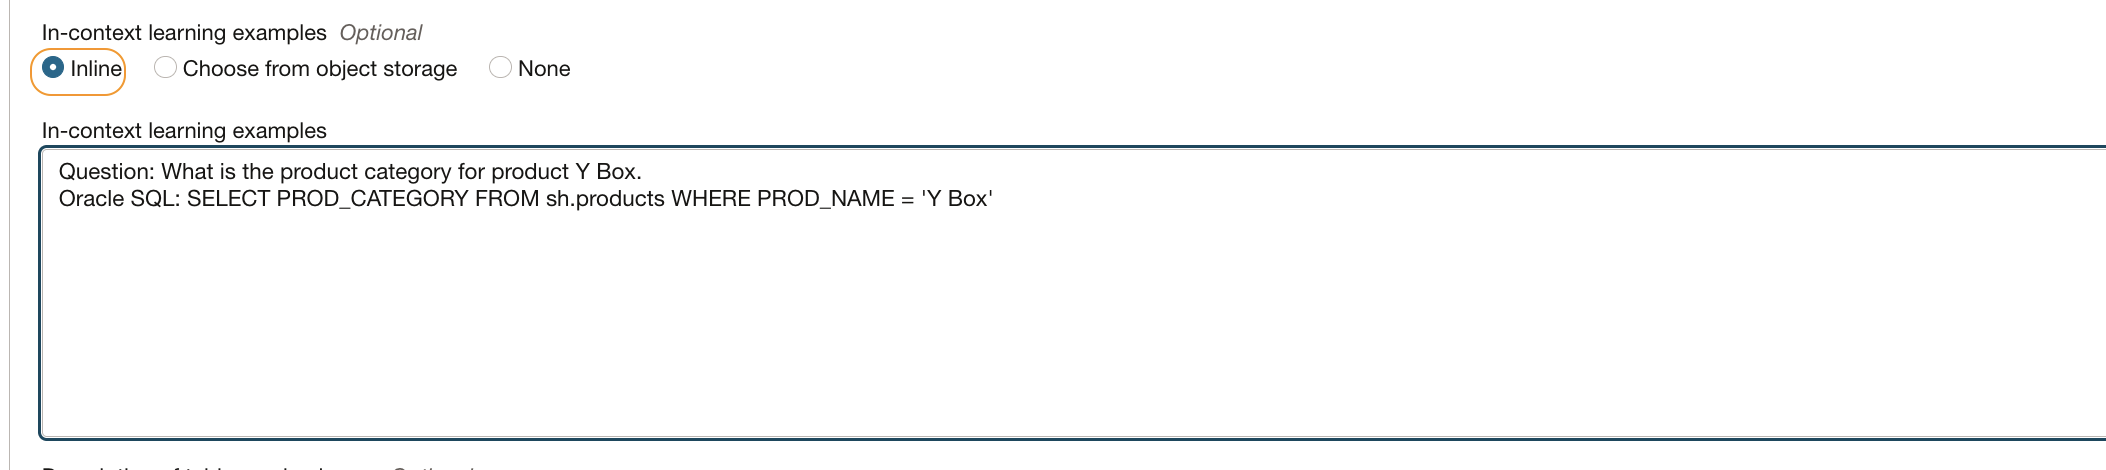 In-context learning examples Optional
Inline Choose from object storage None
In-context learning examples
Question: What is the product category for product Y Box.
Oracle SQL: SELECT PROD_CATEGORY FROM sh.products WHERE PROD_NAME = 'Y Box'